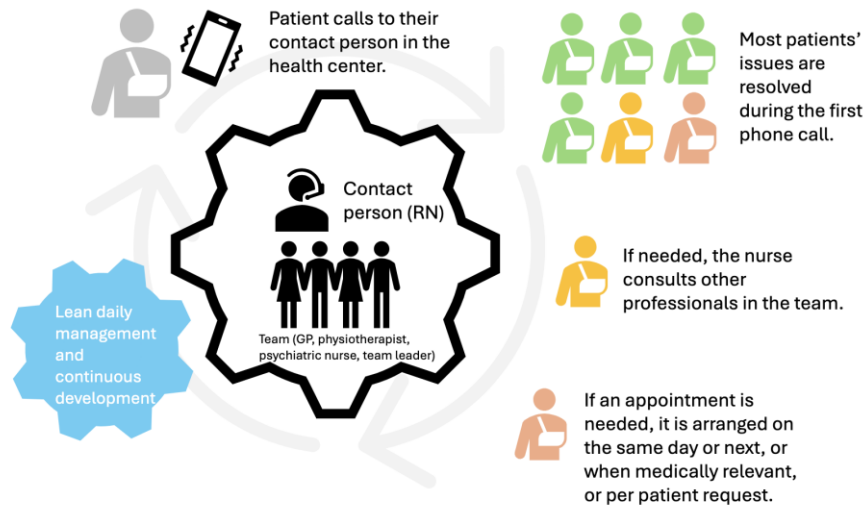 Patient calls to their
contact person in the
health center.
Most patients’
issues are
resolved
during the first
phone call.
Contact
person (RN)
Team (GP, physiotherapist,
psychiatric nurse, team leader)
Lean daily
management
and
continuous
development
If needed, the nurse
consults other
professionals in the team.
If an appointment is
needed, it is arranged on
the same day or next, or
when medically relevant,
or per patient request.